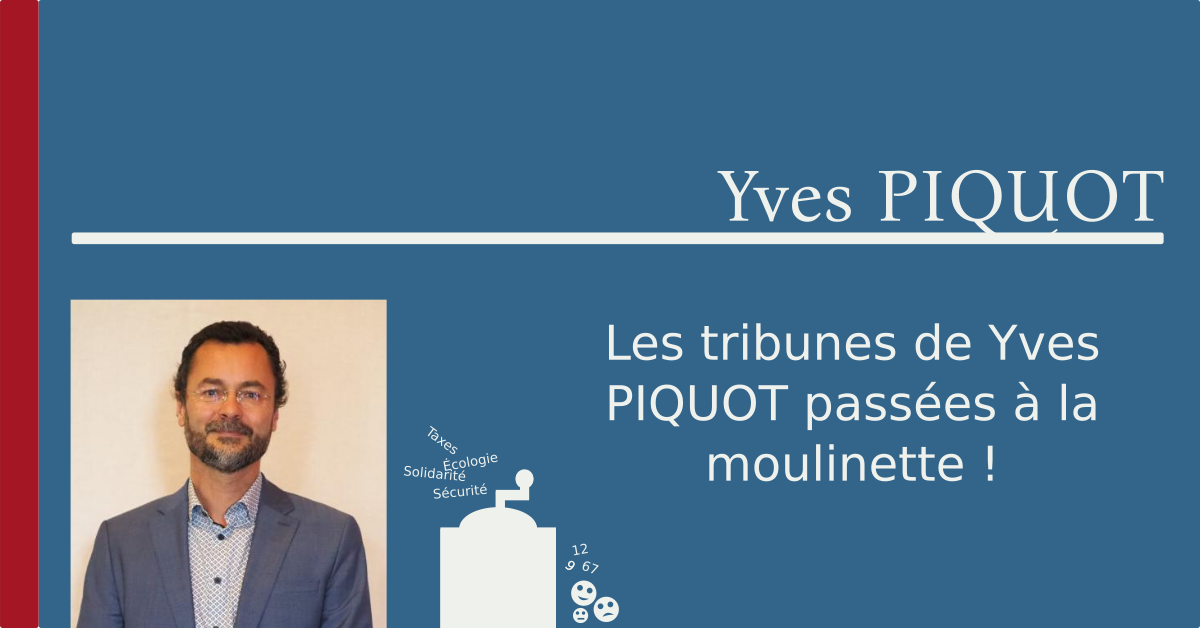 Yves PIQUOT
Les tribunes de Yves
PIQUOT passées à la
moulinette !
Taxes
Écologie
Solidarité
Sécurité
12
9 67